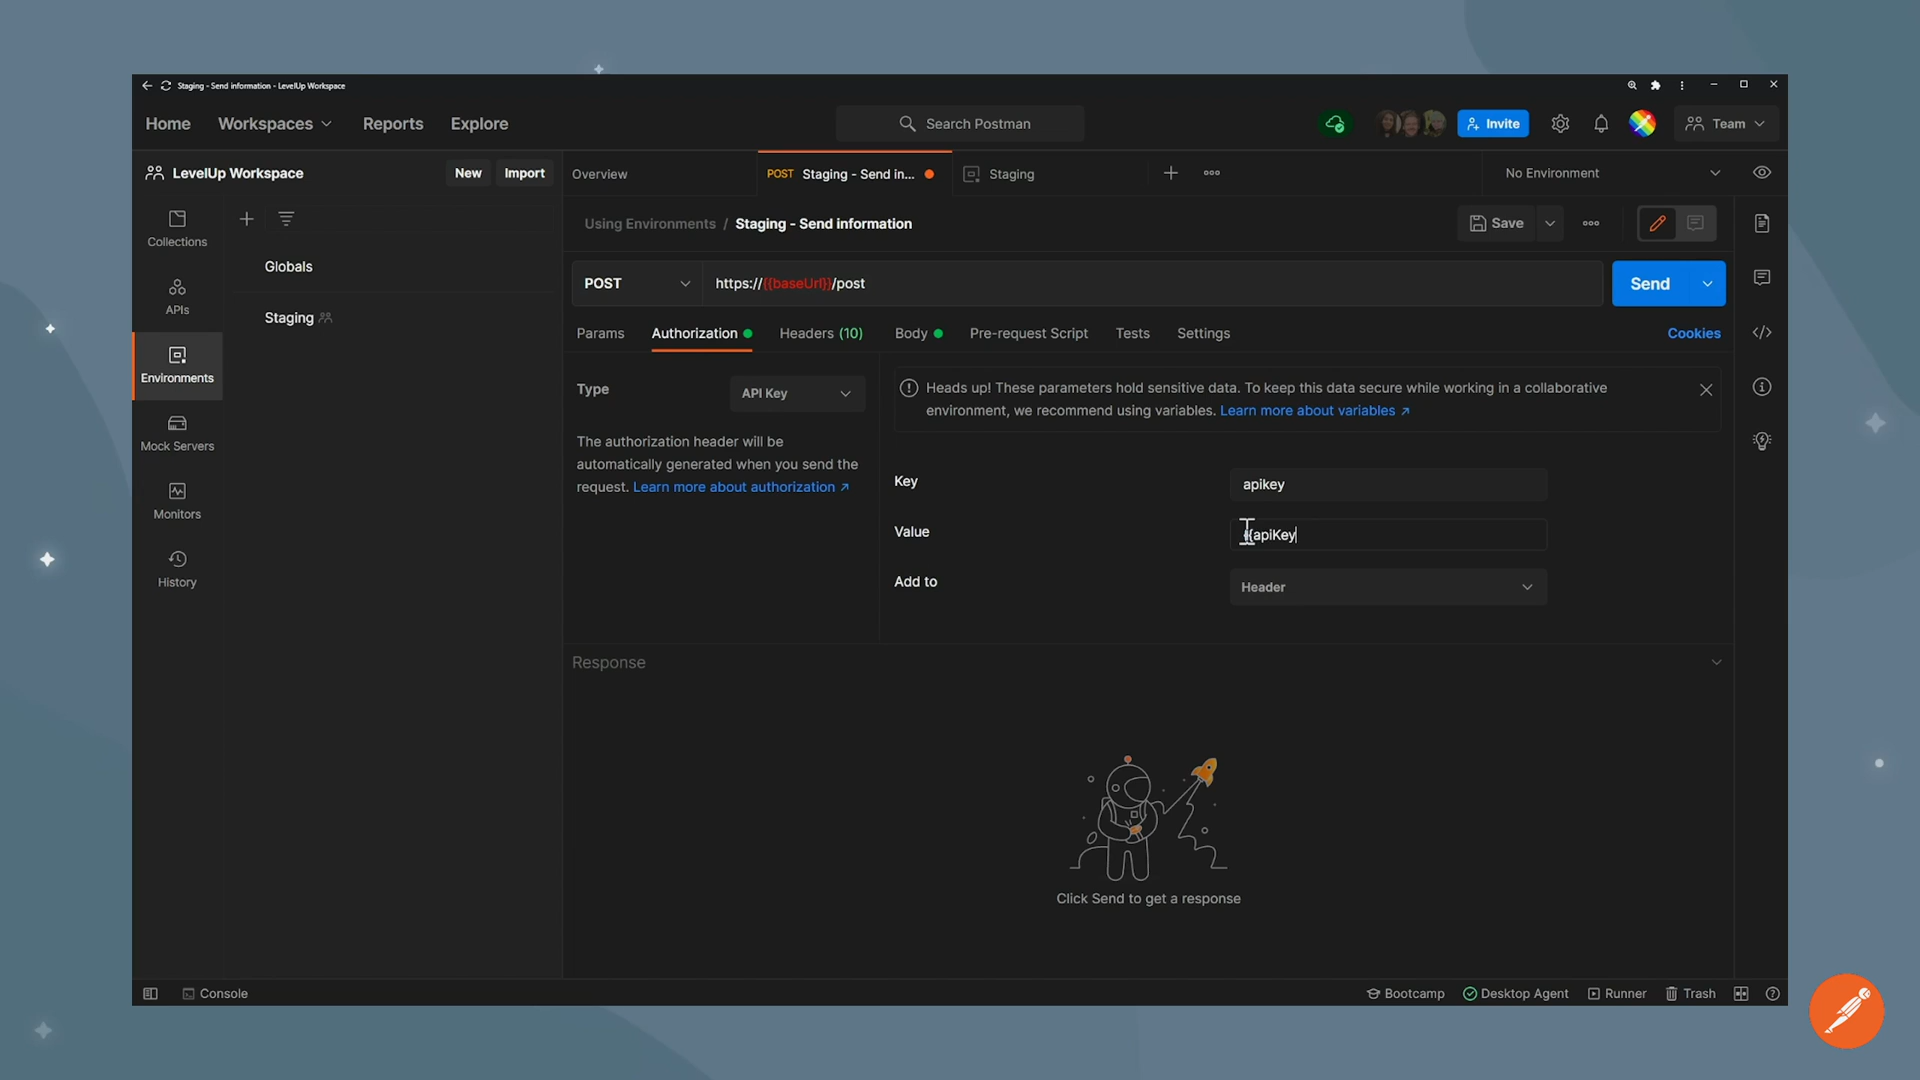 Staging - Send information - LevelUp Workspace
Home
Workspaces
Reports
Explore
Search Postman
Invite
Team
LevelUp Workspace
New
Import
Overview
POST Staging - Send in...
Staging
No Environment
Collections
Globals
Using Environments / Staging - Send information
Save
APIs
Staging
POST
https://{{baseUrl}}/post
Send
Environments
Params
Authorization
Headers (10)
Body
Pre-request Script
Tests
Settings
Cookies
Mock Servers
Monitors
History
Type
API Key
The authorization header will be
automatically generated when you send the
request. Learn more about authorization ↗
Heads up! These parameters hold sensitive data. To keep this data secure while working in a collaborative
environment, we recommend using variables. Learn more about variables ↗
Key
apikey
Value
{{apiKey
Add to
Header
Response
Click Send to get a response
Console
Bootcamp
Desktop Agent
Runner
Trash